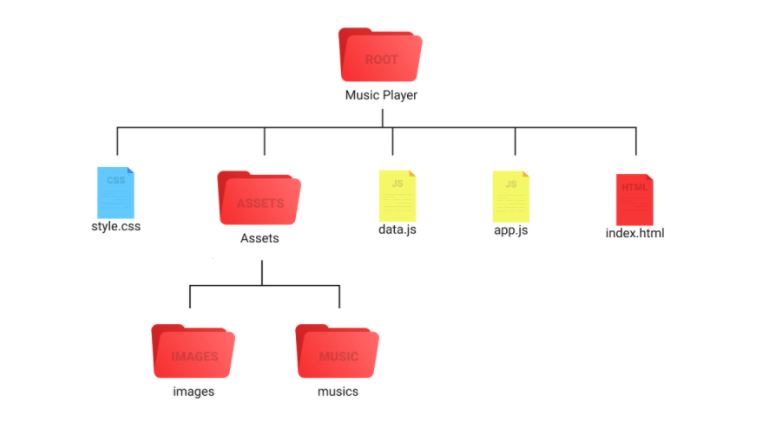 ROOT
Music Player
CSS
style.css
ASSETS
Assets
JS
data.js
JS
app.js
HTML
index.html
IMAGES
images
MUSIC
musics